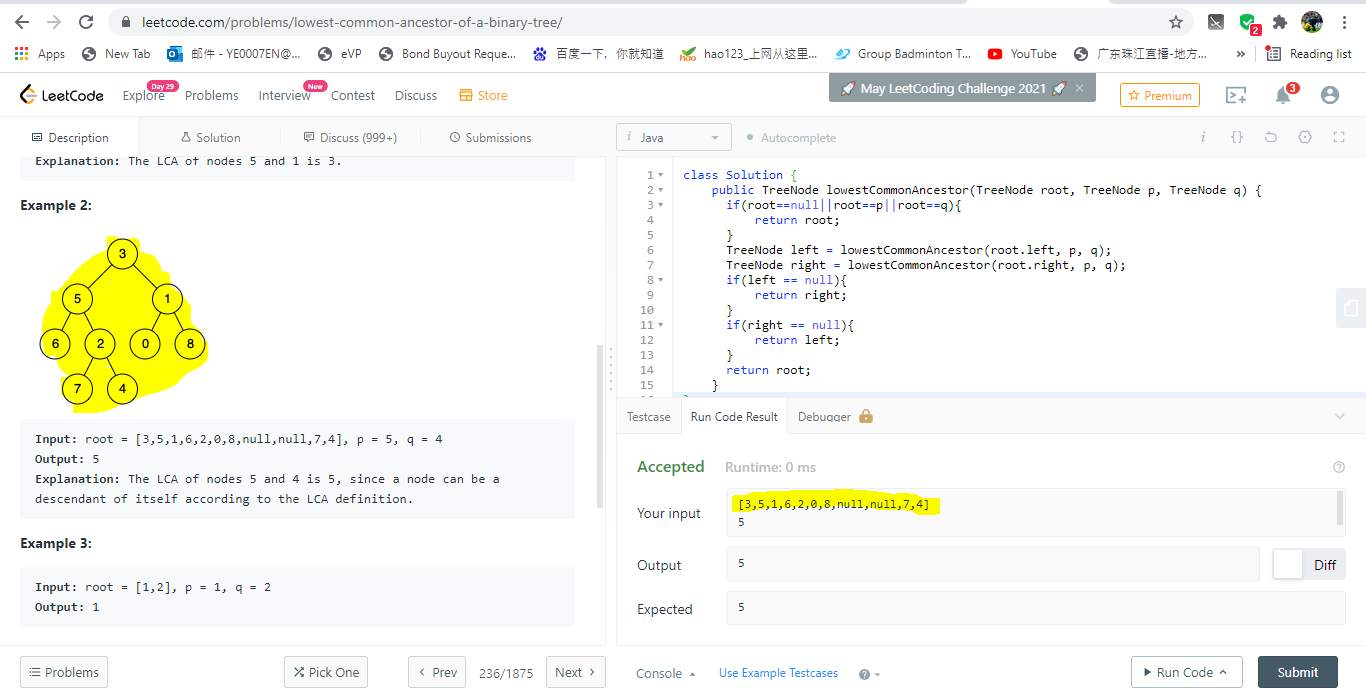 leetcode.com/problems/lowest-common-ancestor-of-a-binary-tree/
2
Apps New Tab 邮件 - YE0007EN@... eVP Bond Buyout Reque... 百度一下，你就知道 hao123_上网从这里... Group Badminton T... YouTube 广东珠江直播-地方... » Reading list
LeetCode Explore Day 29 Problems Interview New Contest Discuss Store
🚀 May LeetCoding Challenge 2021 🚀 ×
Premium 3
Description Solution Discuss (999+) Submissions
Explanation: The LCA of nodes 5 and 1 is 3.
Example 2:
3
5 1
6 2 0 8
7 4
Input: root = [3,5,1,6,2,0,8,null,null,7,4], p = 5, q = 4
Output: 5
Explanation: The LCA of nodes 5 and 4 is 5, since a node can be a
descendant of itself according to the LCA definition.
Example 3:
Input: root = [1,2], p = 1, q = 2
Output: 1
Problems Pick One ‹ Prev 236/1875 Next ›
i Java Autocomplete i {}
1 class Solution {
2 public TreeNode lowestCommonAncestor(TreeNode root, TreeNode p, TreeNode q) {
3 if(root==null||root==p||root==q){
4 return root;
5 }
6 TreeNode left = lowestCommonAncestor(root.left, p, q);
7 TreeNode right = lowestCommonAncestor(root.right, p, q);
8 if(left == null){
9 return right;
10 }
11 if(right == null){
12 return left;
13 }
14 return root;
15 }
Testcase Run Code Result Debugger
Accepted Runtime: 0 ms
Your input
[3,5,1,6,2,0,8,null,null,7,4]
5
Output 5 Diff
Expected 5
Console Use Example Testcases Run Code Submit